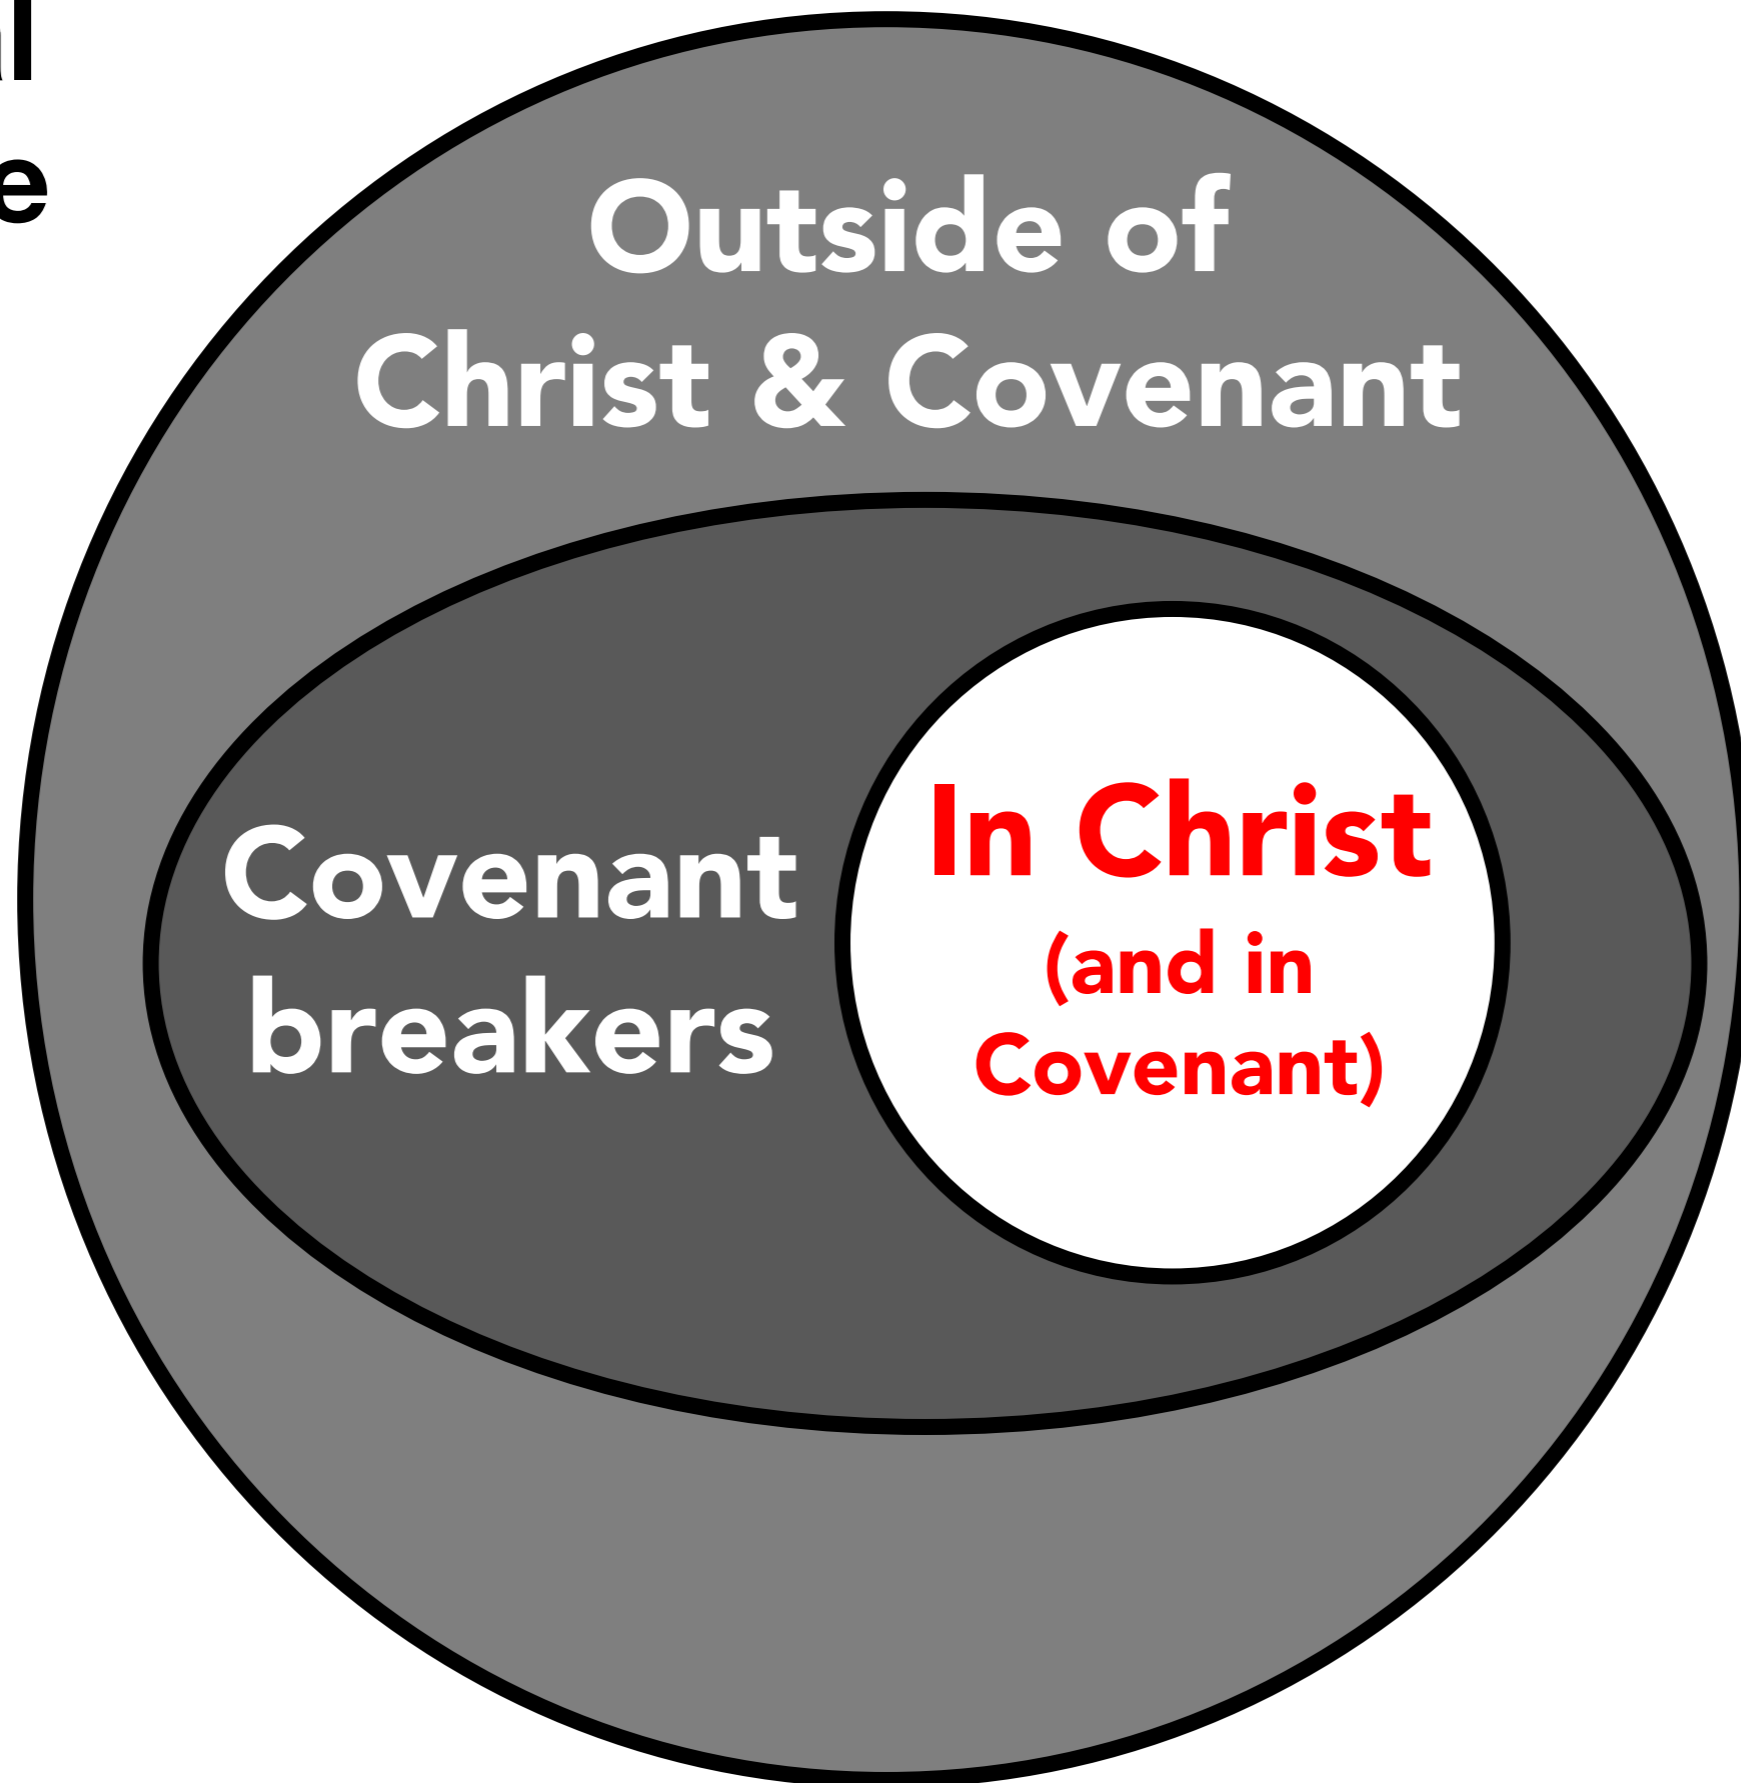 Outside of
Christ & Covenant
Covenant
breakers
In Christ
(and in
Covenant)